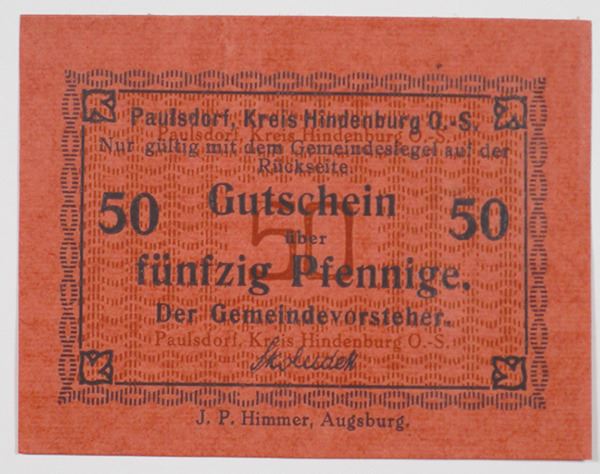 Paulsdorf, Kreis Hindenburg O.-S.
Paulsdorf, Kreis Hindenburg O.-S.
Nur gültig mit dem Gemeindesiegel auf der
Rückseite.
Gutschein
50 50 50
über
fünfzig Pfennige.
Der Gemeindevorsteher.
Paulsdorf, Kreis Hindenburg O.-S.
J. P. Himmer, Augsburg.